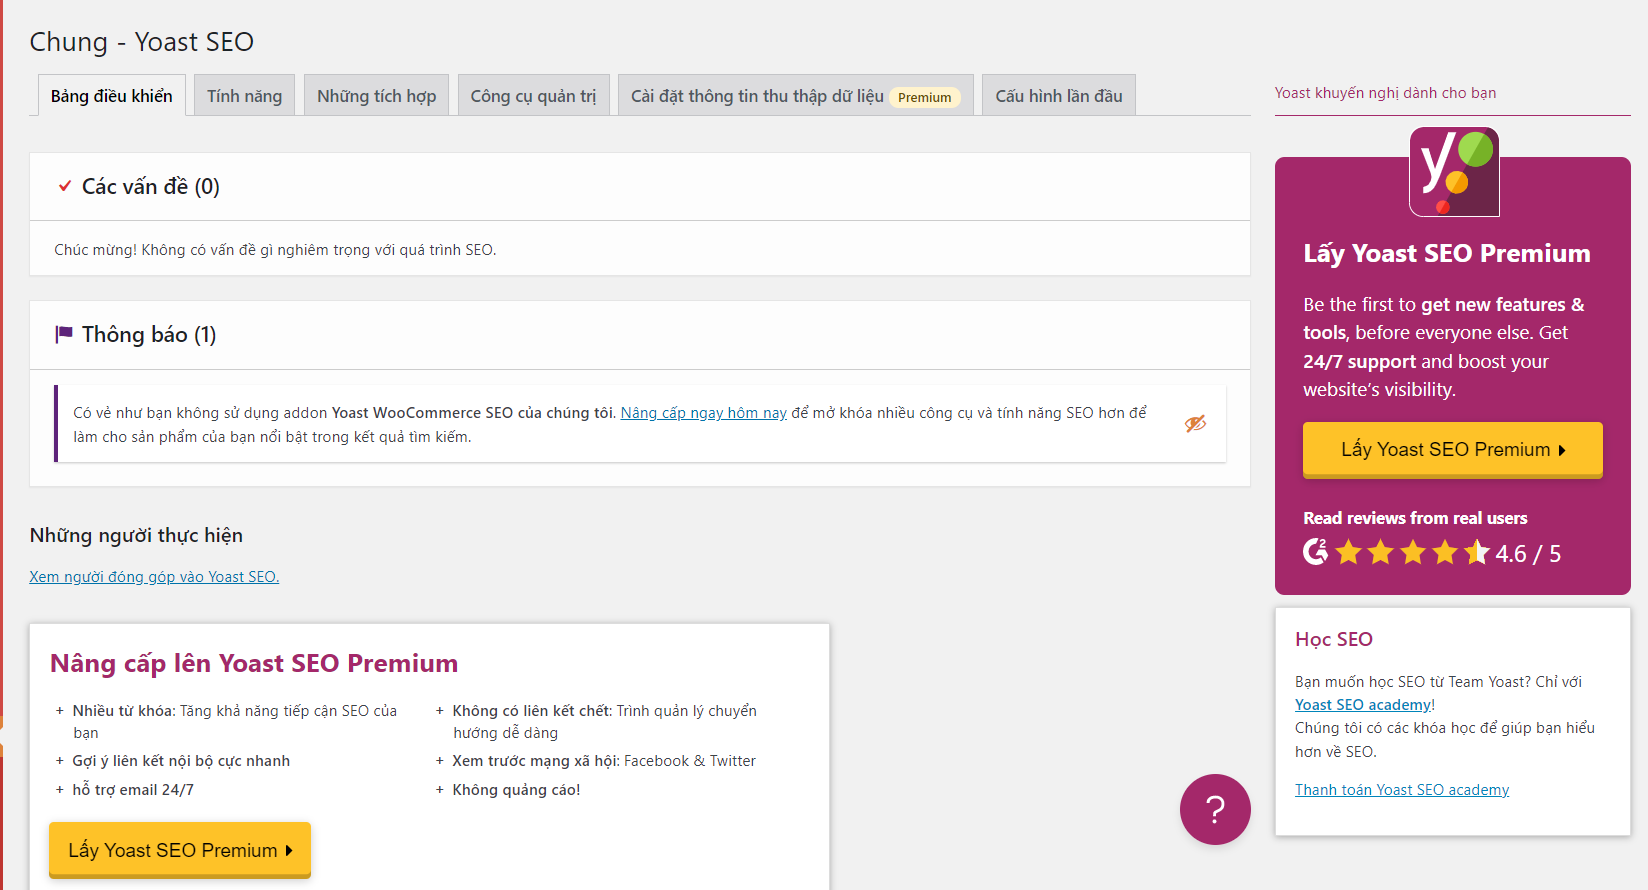 Chung - Yoast SEO
Bảng điều khiển
Tính năng
Những tích hợp
Công cụ quản trị
Cài đặt thông tin thu thập dữ liệu Premium
Cấu hình lần đầu
Các vấn đề (0)
Chúc mừng! Không có vấn đề gì nghiêm trọng với quá trình SEO.
Thông báo (1)
Có vẻ như bạn không sử dụng addon Yoast WooCommerce SEO của chúng tôi. Nâng cấp ngay hôm nay để mở khóa nhiều công cụ và tính năng SEO hơn để
làm cho sản phẩm của bạn nổi bật trong kết quả tìm kiếm.
Những người thực hiện
Xem người đóng góp vào Yoast SEO.
Nâng cấp lên Yoast SEO Premium
+ Nhiều từ khóa: Tăng khả năng tiếp cận SEO của
bạn
+ Gợi ý liên kết nội bộ cực nhanh
+ hỗ trợ email 24/7
+ Không có liên kết chết: Trình quản lý chuyển
hướng dễ dàng
+ Xem trước mạng xã hội: Facebook & Twitter
+ Không quảng cáo!
Lấy Yoast SEO Premium
Yoast khuyến nghị dành cho bạn
y
Lấy Yoast SEO Premium
Be the first to get new features &
tools, before everyone else. Get
24/7 support and boost your
website’s visibility.
Lấy Yoast SEO Premium
Read reviews from real users
G2 4.6 / 5
Học SEO
Bạn muốn học SEO từ Team Yoast? Chỉ với
Yoast SEO academy!
Chúng tôi có các khóa học để giúp bạn hiểu
hơn về SEO.
Thanh toán Yoast SEO academy
?